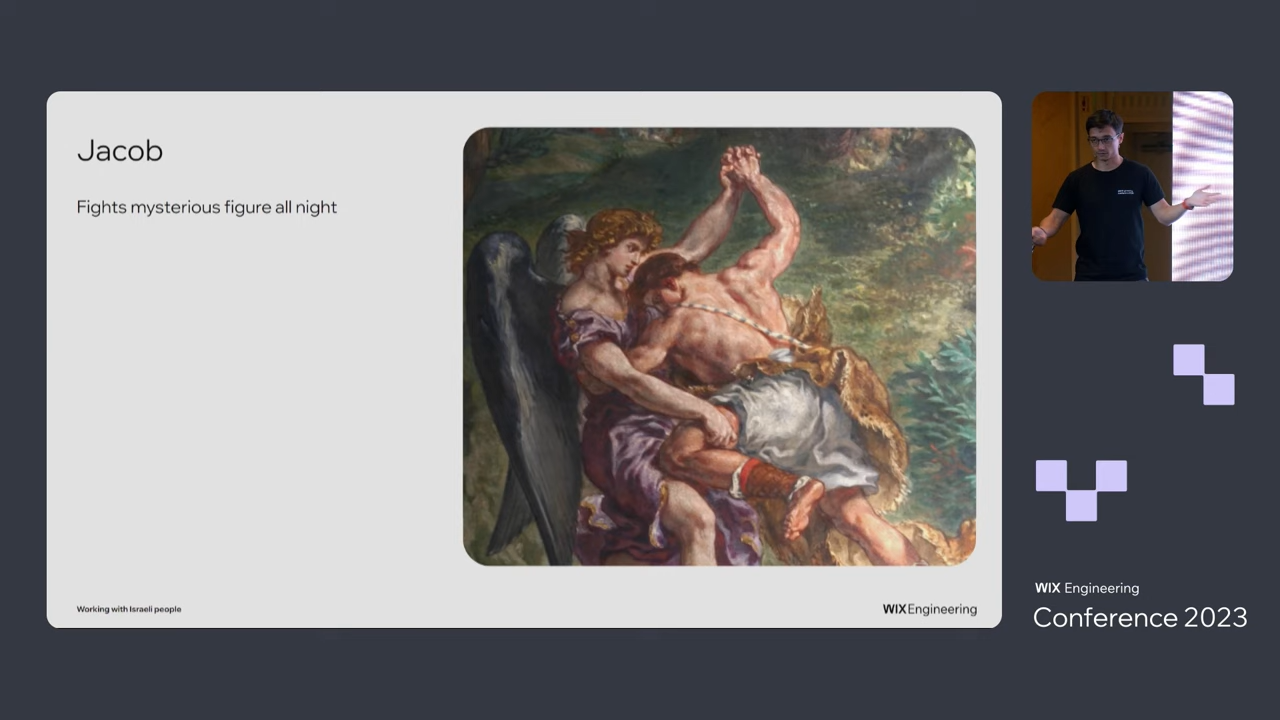 Jacob
Fights mysterious figure all night
Working with Israeli people
WIX Engineering
WIX Engineering
Conference 2023